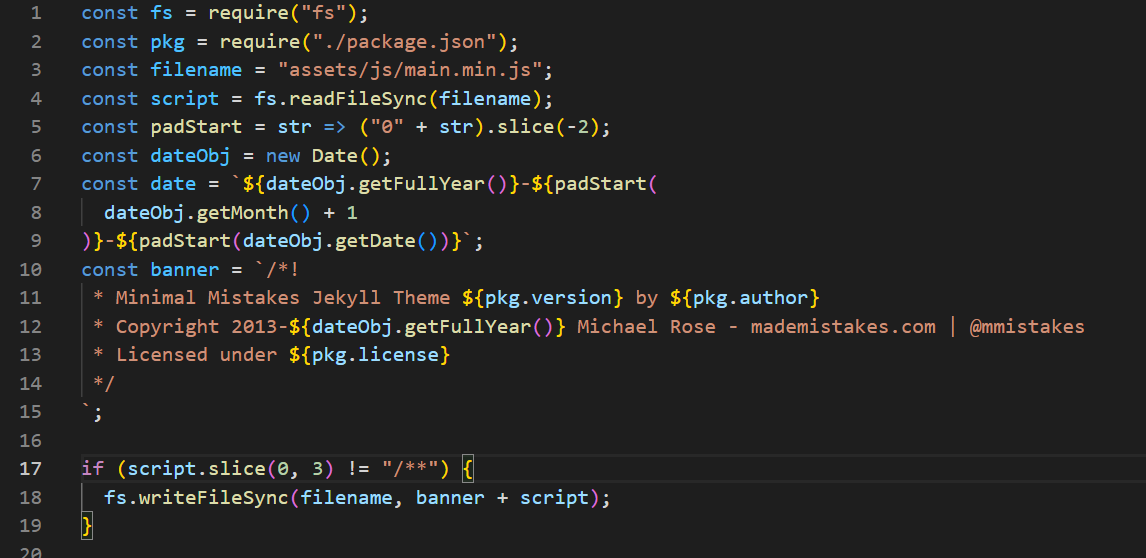 1 const fs = require("fs");
2 const pkg = require("./package.json");
3 const filename = "assets/js/main.min.js";
4 const script = fs.readFileSync(filename);
5 const padStart = str => ("0" + str).slice(-2);
6 const dateObj = new Date();
7 const date = `${dateObj.getFullYear()}-${padStart(
8   dateObj.getMonth() + 1
9 )}-${padStart(dateObj.getDate())}`;
10 const banner = `/*!
11  * Minimal Mistakes Jekyll Theme ${pkg.version} by ${pkg.author}
12  * Copyright 2013-${dateObj.getFullYear()} Michael Rose - mademistakes.com | @mmistakes
13  * Licensed under ${pkg.license}
14  */
15 `;
16
17 if (script.slice(0, 3) != "/**") {
18   fs.writeFileSync(filename, banner + script);
19 }
20